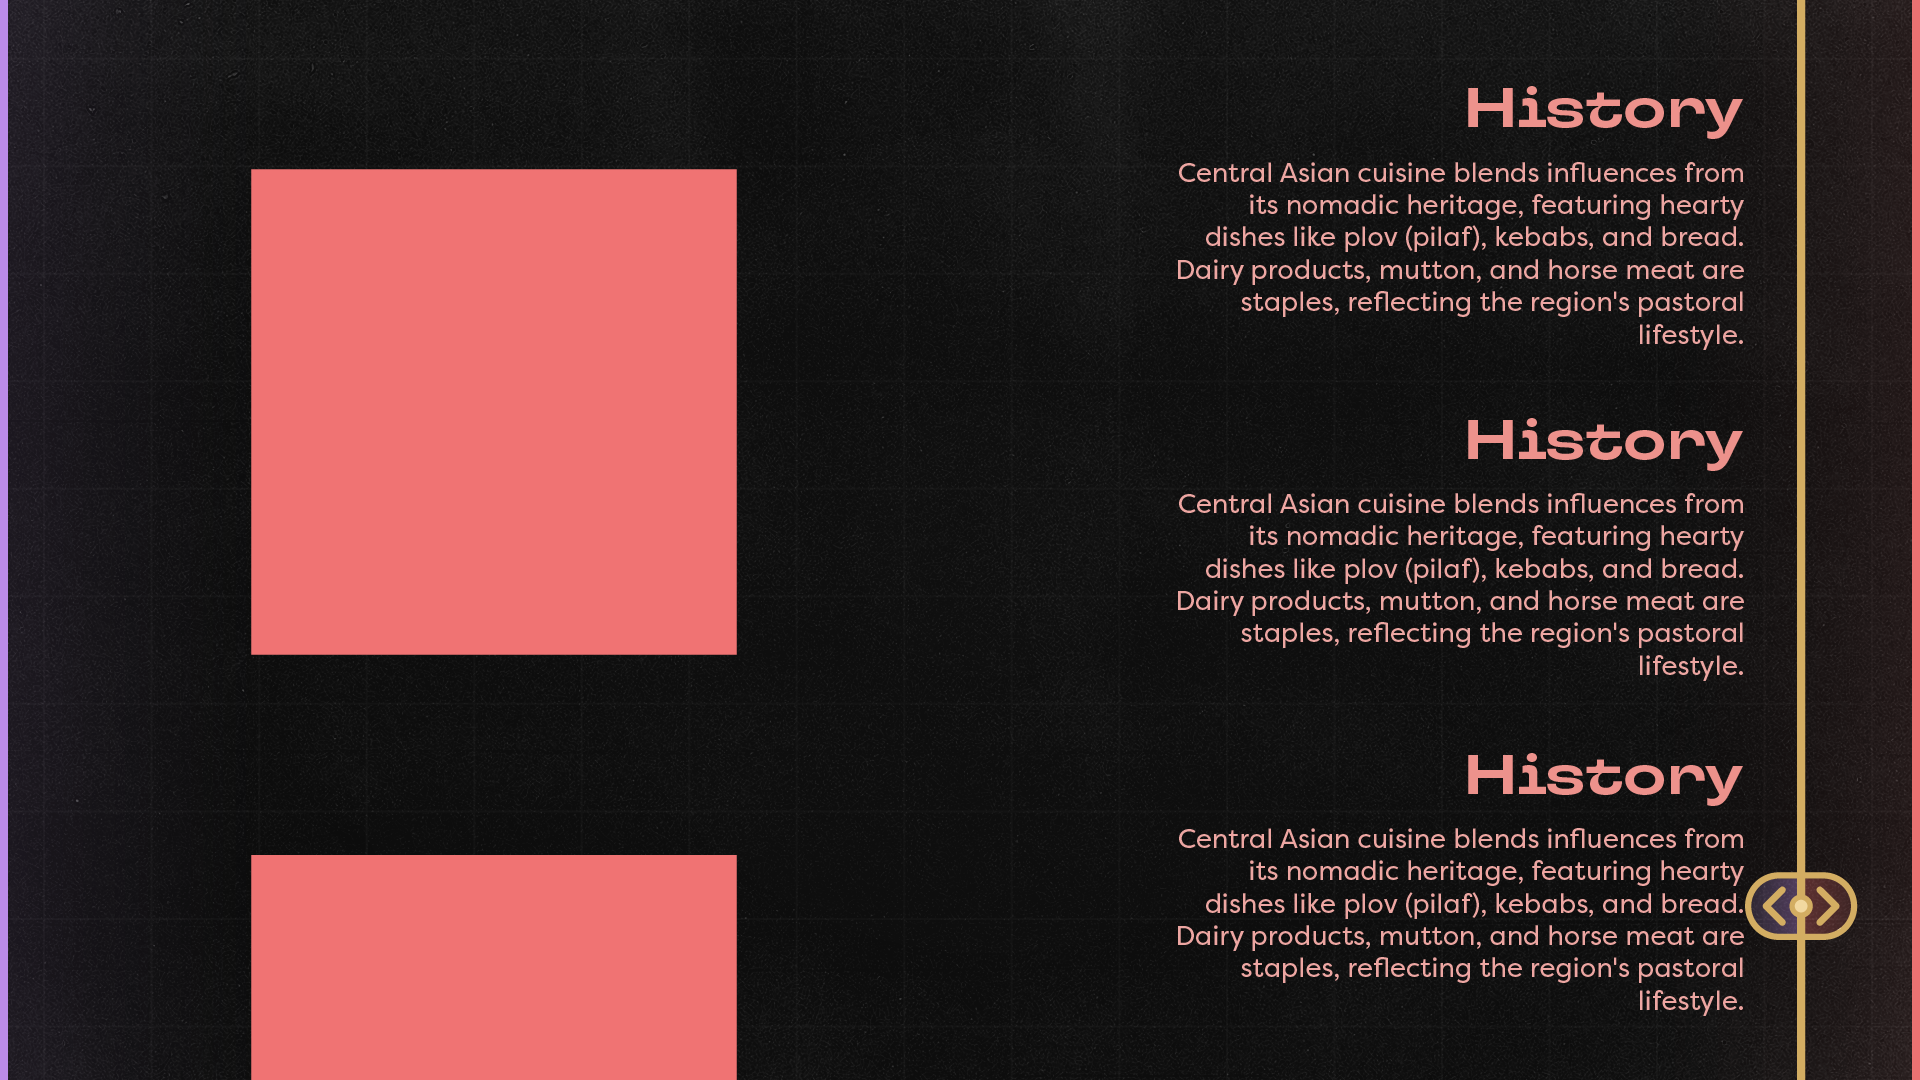 History
Central Asian cuisine blends influences from
its nomadic heritage, featuring hearty
dishes like plov (pilaf), kebabs, and bread.
Dairy products, mutton, and horse meat are
staples, reflecting the region's pastoral
lifestyle.
History
Central Asian cuisine blends influences from
its nomadic heritage, featuring hearty
dishes like plov (pilaf), kebabs, and bread.
Dairy products, mutton, and horse meat are
staples, reflecting the region's pastoral
lifestyle.
History
Central Asian cuisine blends influences from
its nomadic heritage, featuring hearty
dishes like plov (pilaf), kebabs, and bread.
Dairy products, mutton, and horse meat are
staples, reflecting the region's pastoral
lifestyle.